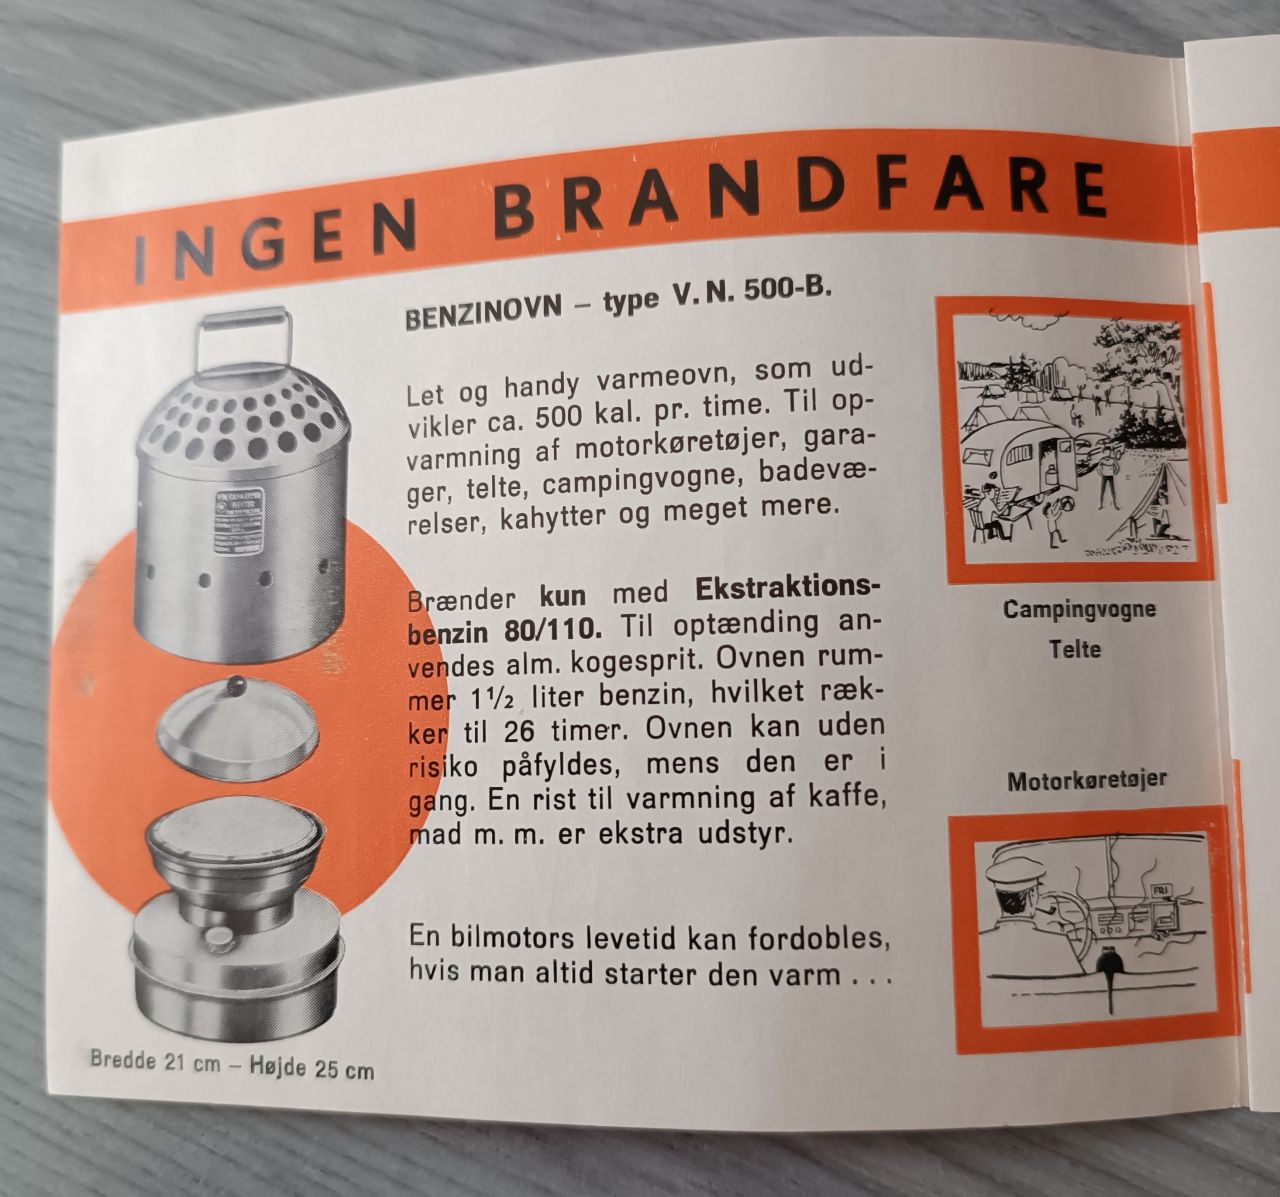 INGEN BRANDFARE
BENZINOVN – type V. N. 500-B.
Let og handy varmeovn, som ud-
vikler ca. 500 kal. pr. time. Til op-
varmning af motorkøretøjer, gara-
ger, telte, campingvogne, badevæ-
relser, kahytter og meget mere.
Brænder kun med Ekstraktions-
benzin 80/110. Til optænding an-
vendes alm. kogesprit. Ovnen rum-
mer 1 1/2 liter benzin, hvilket ræk-
ker til 26 timer. Ovnen kan uden
risiko påfyldes, mens den er i
gang. En rist til varmning af kaffe,
mad m. m. er ekstra udstyr.
En bilmotors levetid kan fordobles,
hvis man altid starter den varm . . .
Bredde 21 cm – Højde 25 cm
Campingvogne
Telte
Motorkøretøjer
FRI